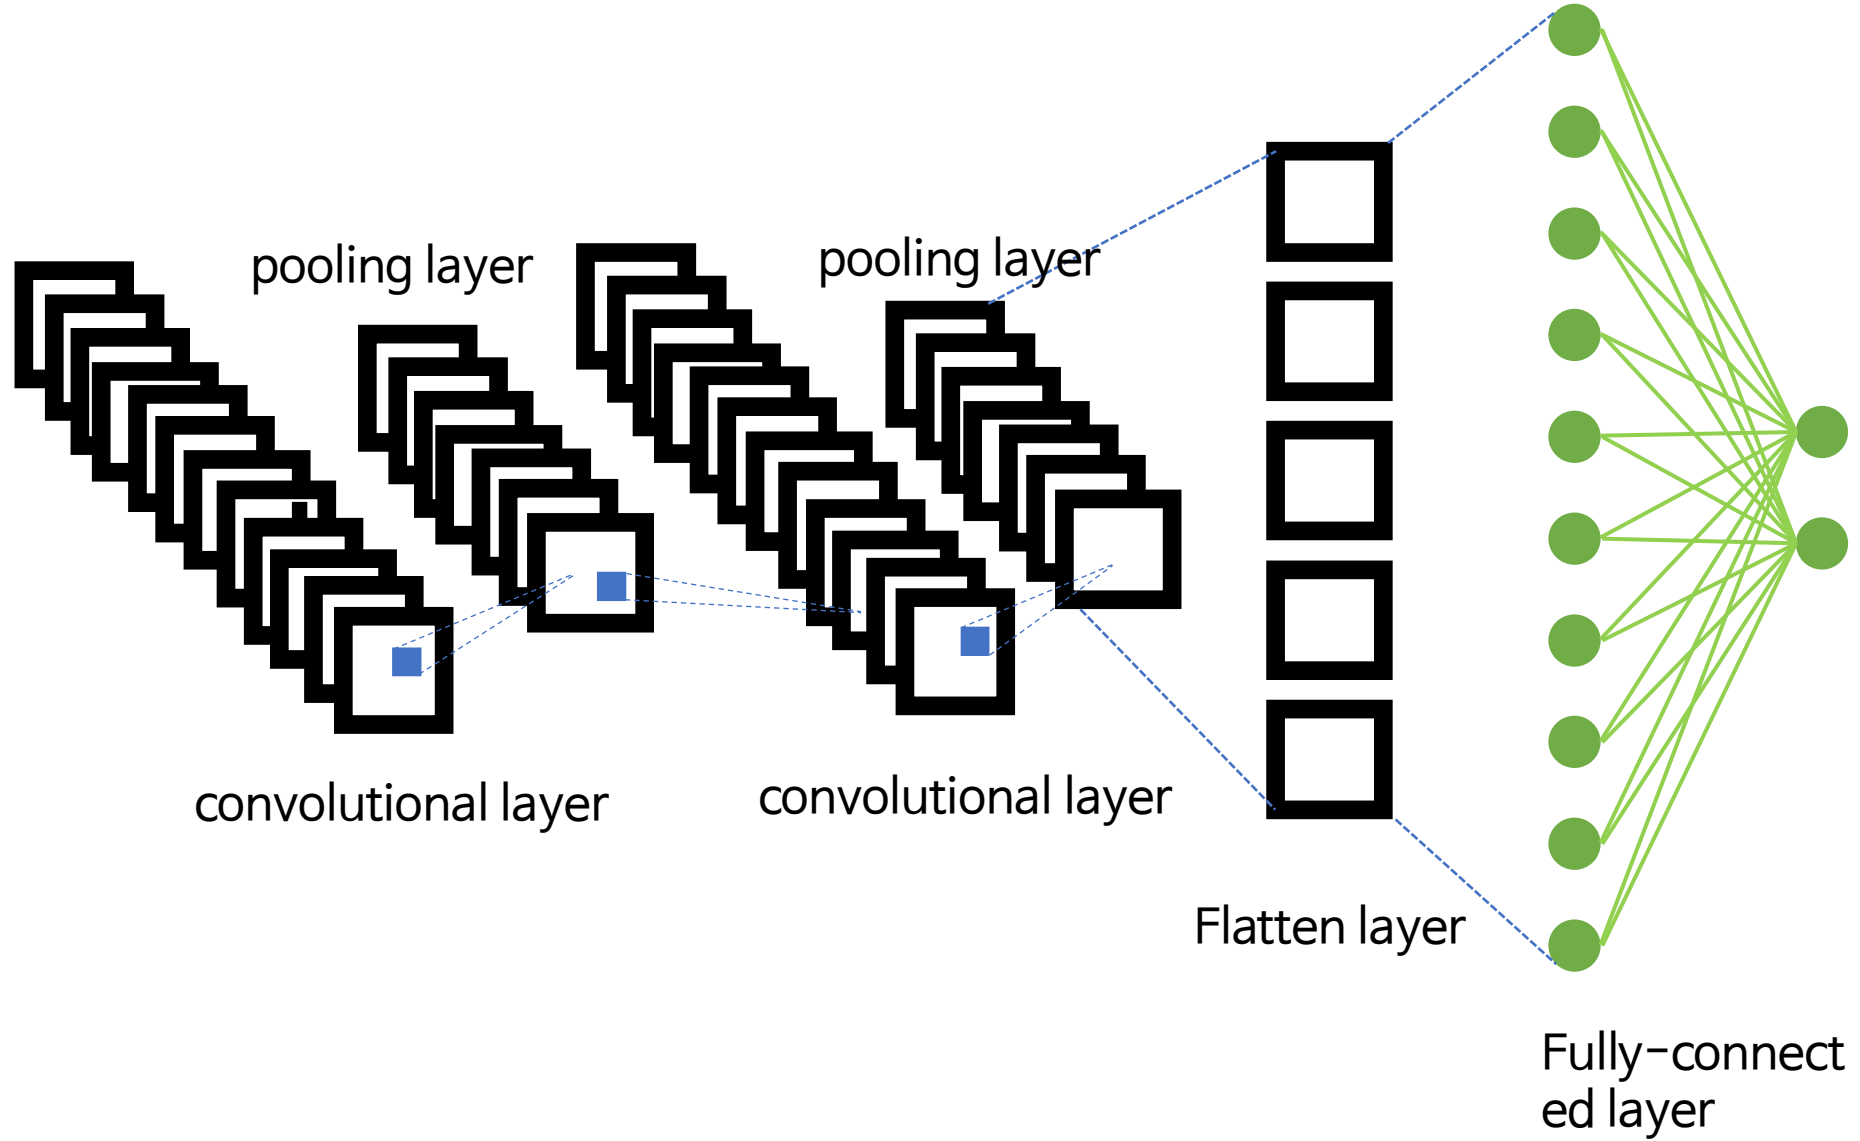 pooling layer
pooling layer
convolutional layer
convolutional layer
Flatten layer
Fully-connect
ed layer